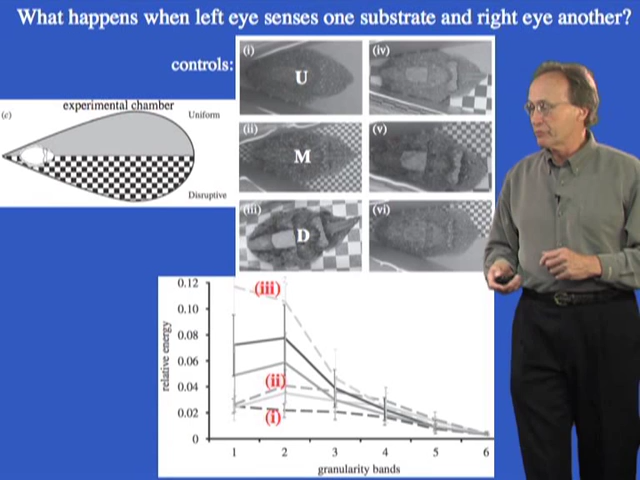 What happens when left eye senses one substrate and right eye another?
controls:
(i)
U
(iv)
experimental chamber
(c)
Uniform
Disruptive
(ii)
M
(v)
(iii)
D
(vi)
0.12
0.10
0.08
0.06
0.04
0.02
0
relative energy
(iii)
(ii)
(i)
1 2 3 4 5 6
granularity bands